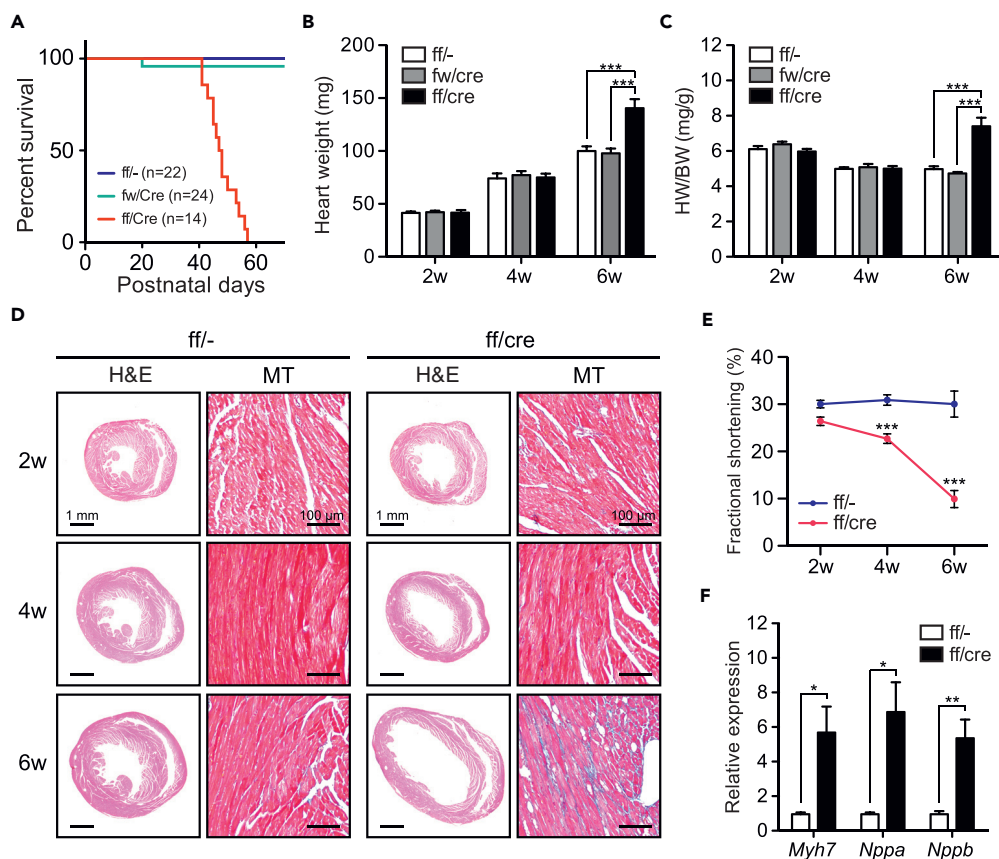 A
Percent survival
100
50
0
ff/- (n=22)
fw/Cre (n=24)
ff/Cre (n=14)
0 20 40 60
Postnatal days
B
Heart weight (mg)
200
150
100
50
0
ff/-
fw/cre
ff/cre
***
***
2w 4w 6w
C
HW/BW (mg/g)
12
10
8
6
4
2
0
ff/-
fw/cre
ff/cre
***
***
2w 4w 6w
D
ff/- ff/cre
H&E MT H&E MT
2w
1 mm 100 µm 1 mm 100 µm
4w
6w
E
Fractional shortening (%)
40
30
20
10
0
***
***
ff/-
ff/cre
2w 4w 6w
F
Relative expression
12
10
8
6
4
2
0
ff/-
ff/cre
* * **
Myh7 Nppa Nppb